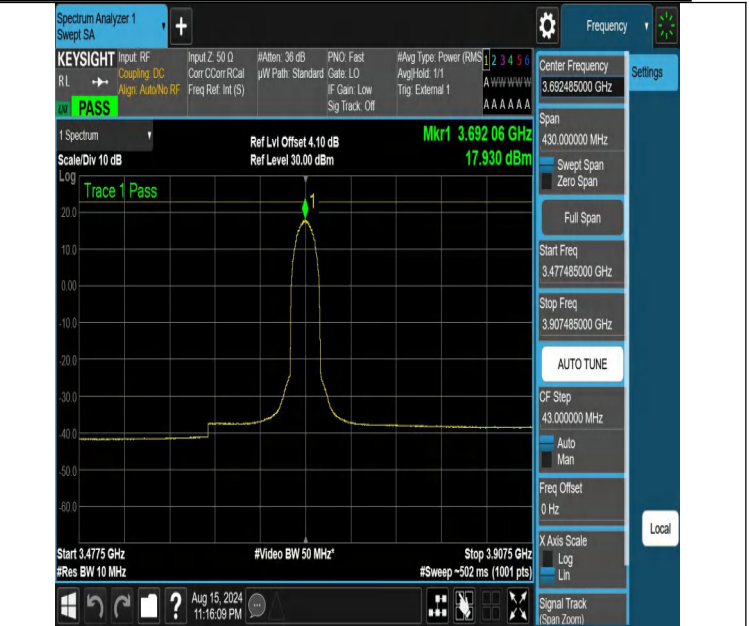 Spectrum Analyzer 1
Swept SA
+
Frequency
KEYSIGHT Input: RF Input Z: 50 Ω #Atten: 36 dB PNO: Fast #Avg Type: Power (RMS 1 2 3 4 5 6
RL Coupling: DC Corr CCorr RCal µW Path: Standard Gate: LO Avg|Hold: 1/1 A W W W W W
Align: Auto/No RF Freq Ref: Int (S) IF Gain: Low Trig: External 1
Sig Track: Off A A A A A A
LXI PASS
1 Spectrum
Scale/Div 10 dB
Ref Lvl Offset 4.10 dB
Ref Level 30.00 dBm
Mkr1 3.692 06 GHz
17.930 dBm
Log
Trace 1 Pass
1
20.0
10.0
0.00
-10.0
-20.0
-30.0
-40.0
-50.0
-60.0
Start 3.4775 GHz #Video BW 50 MHz* Stop 3.9075 GHz
#Res BW 10 MHz #Sweep ~502 ms (1001 pts)
?
Aug 15, 2024
11:16:09 PM
Center Frequency
3.692485000 GHz
Settings
Span
430.000000 MHz
Swept Span
Zero Span
Full Span
Start Freq
3.477485000 GHz
Stop Freq
3.907485000 GHz
AUTO TUNE
CF Step
43.000000 MHz
Auto
Man
Freq Offset
0 Hz
Local
X Axis Scale
Log
Lin
Signal Track
(Span Zoom)